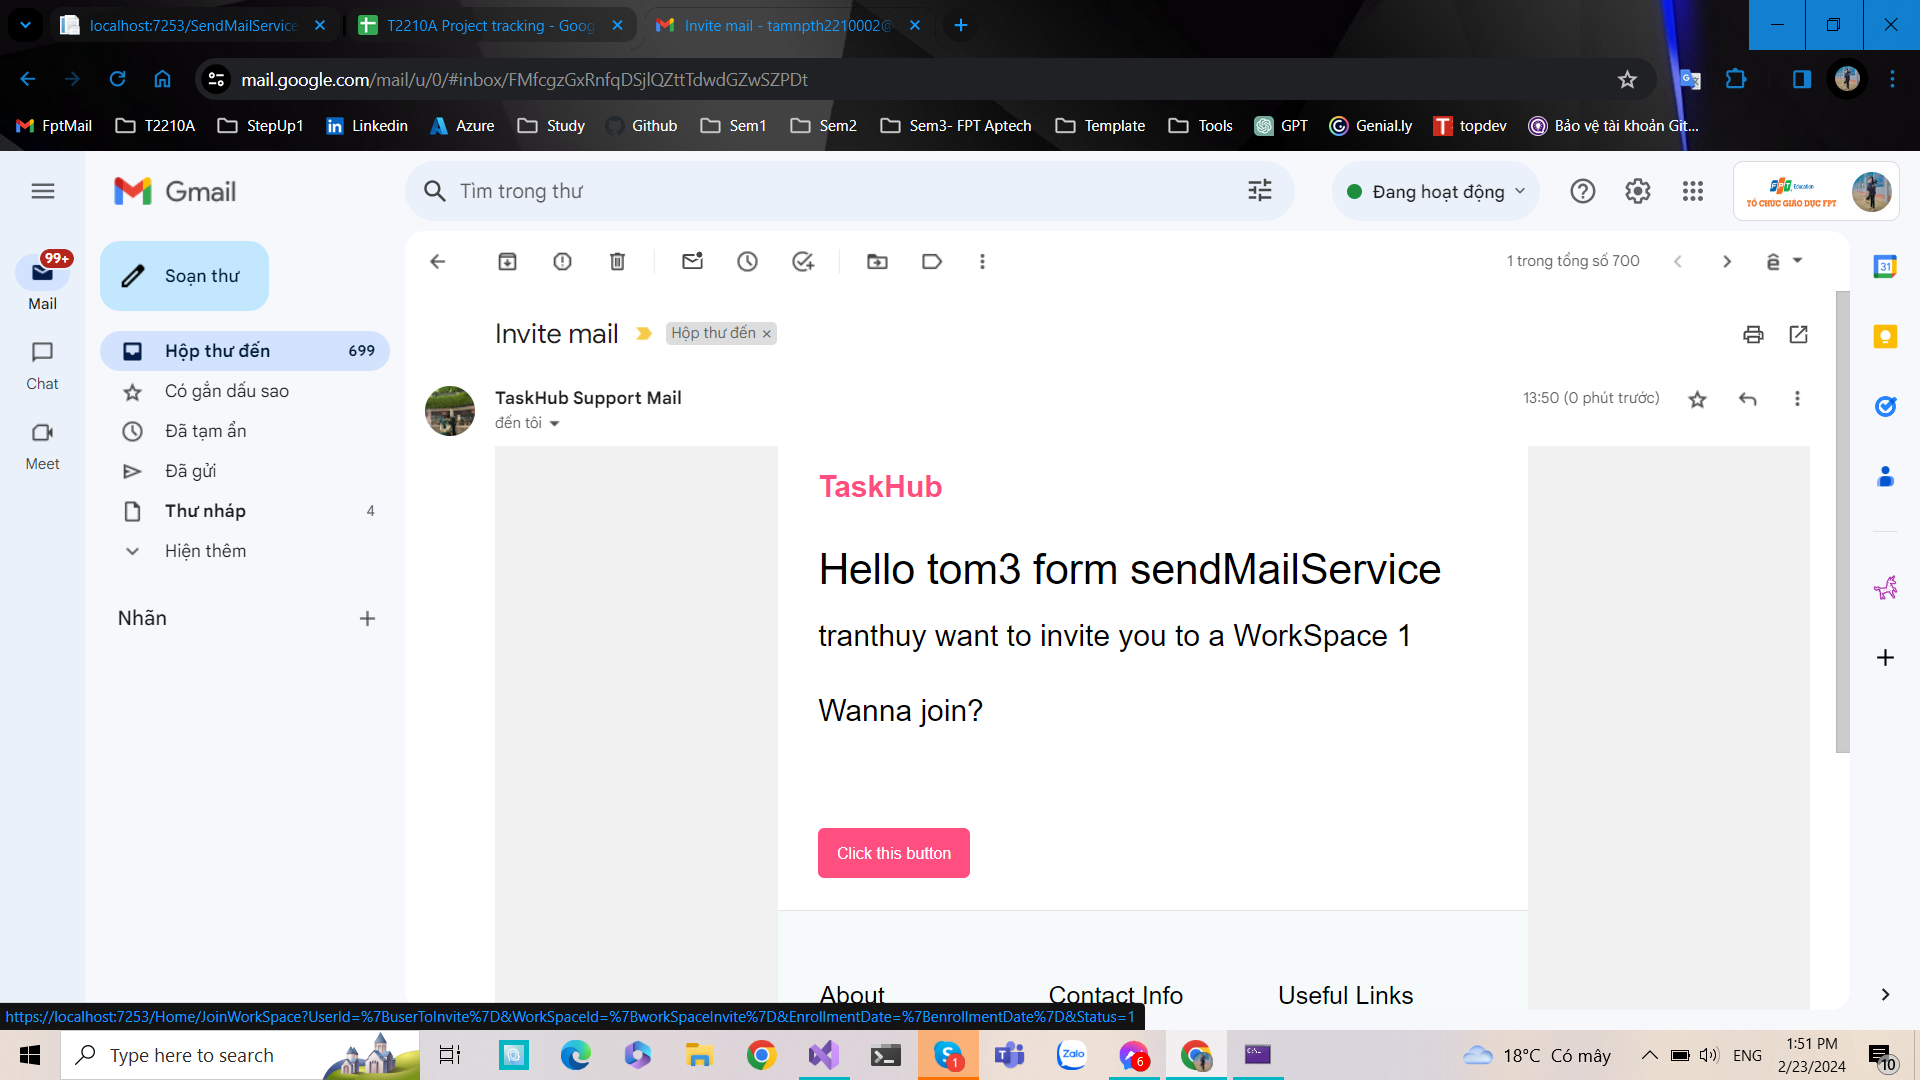 localhost:7253/SendMailService
T2210A Project tracking - Goog
Invite mail - tamnpth2210002@
mail.google.com/mail/u/0/#inbox/FMfcgzGxRnfqDSjlQZttTdwdGZwSZPDt
FptMail
T2210A
StepUp1
Linkedin
Azure
Study
Github
Sem1
Sem2
Sem3- FPT Aptech
Template
Tools
GPT
Genial.ly
topdev
Bảo vệ tài khoản Git...
Gmail
Tìm trong thư
Đang hoạt động
FPT Education
TỔ CHỨC GIÁO DỤC FPT
99+
Mail
Chat
Meet
Soạn thư
Hộp thư đến 699
Có gắn dấu sao
Đã tạm ẩn
Đã gửi
Thư nháp 4
Hiện thêm
Nhãn
1 trong tổng số 700
Invite mail
Hộp thư đến ×
TaskHub Support Mail
đến tôi
13:50 (0 phút trước)
TaskHub
Hello tom3 form sendMailService
tranthuy want to invite you to a WorkSpace 1
Wanna join?
Click this button
About
Contact Info
Useful Links
31
https://localhost:7253/Home/JoinWorkSpace?UserId=%7BuserToInvite%7D&WorkSpaceId=%7BworkSpaceInvite%7D&EnrollmentDate=%7BenrollmentDate%7D&Status=1
Type here to search
1
Zalo
6
18°C Có mây
ENG
1:51 PM
2/23/2024
10